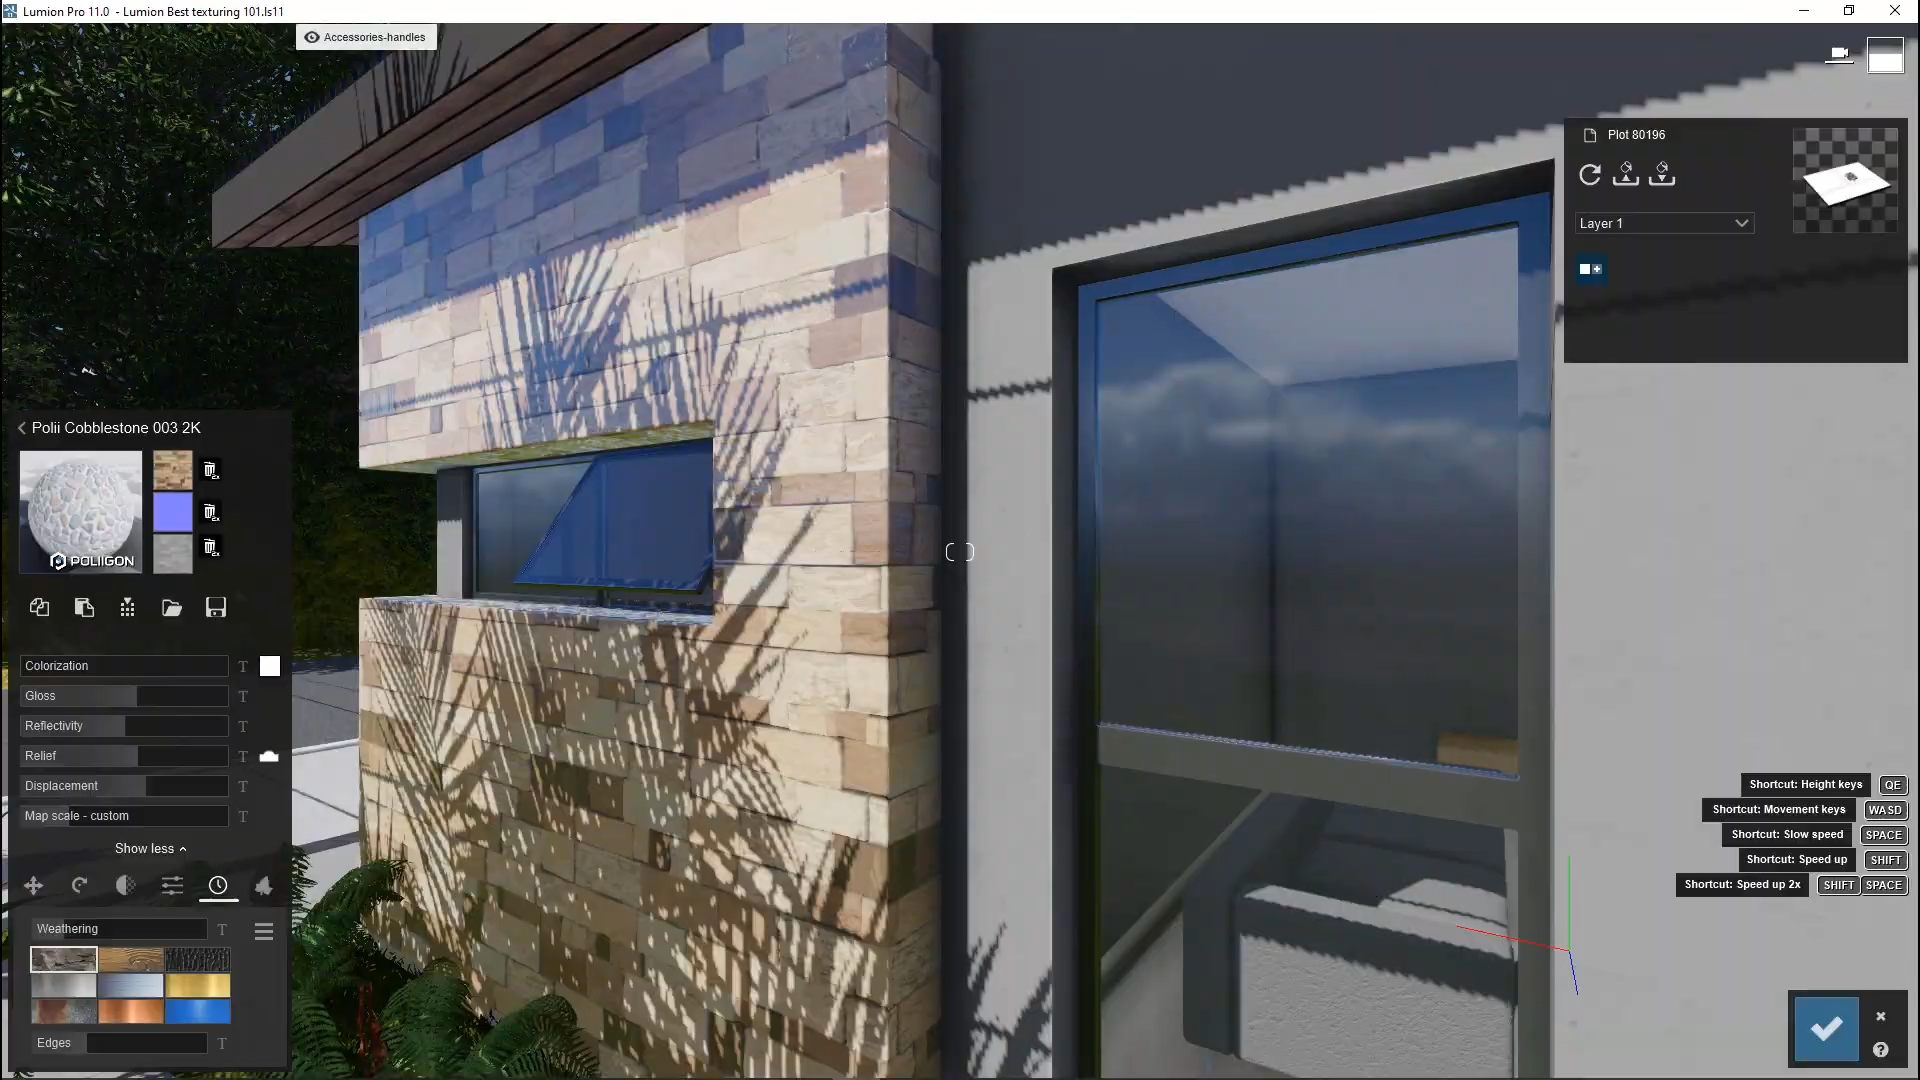 Lumion Pro 11.0 - Lumion Best texturing 101.ls11
Accessories-handles
Plot 80196
Layer 1
Polii Cobblestone 003 2K
POLIIGON
Colorization T
Gloss T
Reflectivity T
Relief T
Displacement T
Map scale - custom T
Show less
Weathering T
Edges T
Shortcut: Height keys QE
Shortcut: Movement keys WASD
Shortcut: Slow speed SPACE
Shortcut: Speed up SHIFT
Shortcut: Speed up 2x SHIFT SPACE